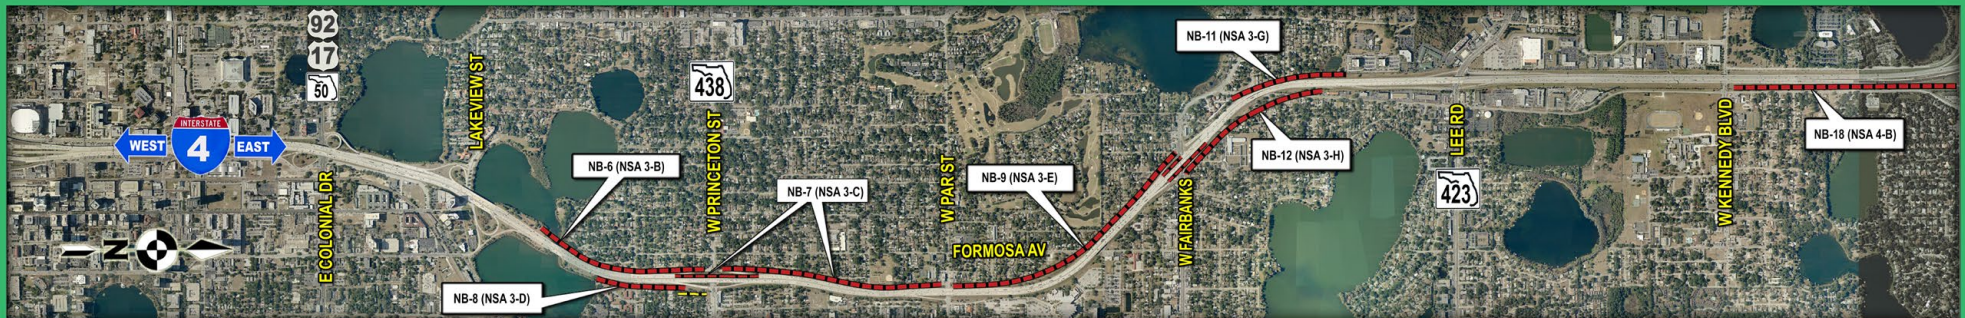 92
17
50
LAKEVIEW ST
438
NB-11 (NSA 3-G)
INTERSTATE
WEST
4
EAST
E COLONIAL DR
N
NB-6 (NSA 3-B)
NB-8 (NSA 3-D)
W PRINCETON ST
NB-7 (NSA 3-C)
W PAR ST
NB-9 (NSA 3-E)
FORMOSA AV
W FAIRBANKS
NB-12 (NSA 3-H)
LEE RD
423
W KENNEDY BLVD
NB-18 (NSA 4-B)